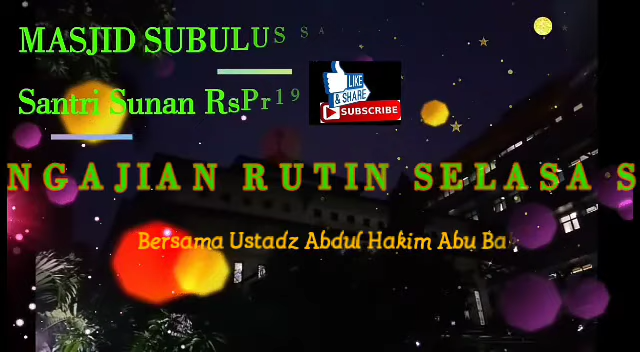 MASJID SUBULUS SA
LIKE
& SHARE
SUBSCRIBE
Santri Sunan RsPr19
NGAJIAN RUTIN SELASA S
Bersama Ustadz Abdul Hakim Abu Ba